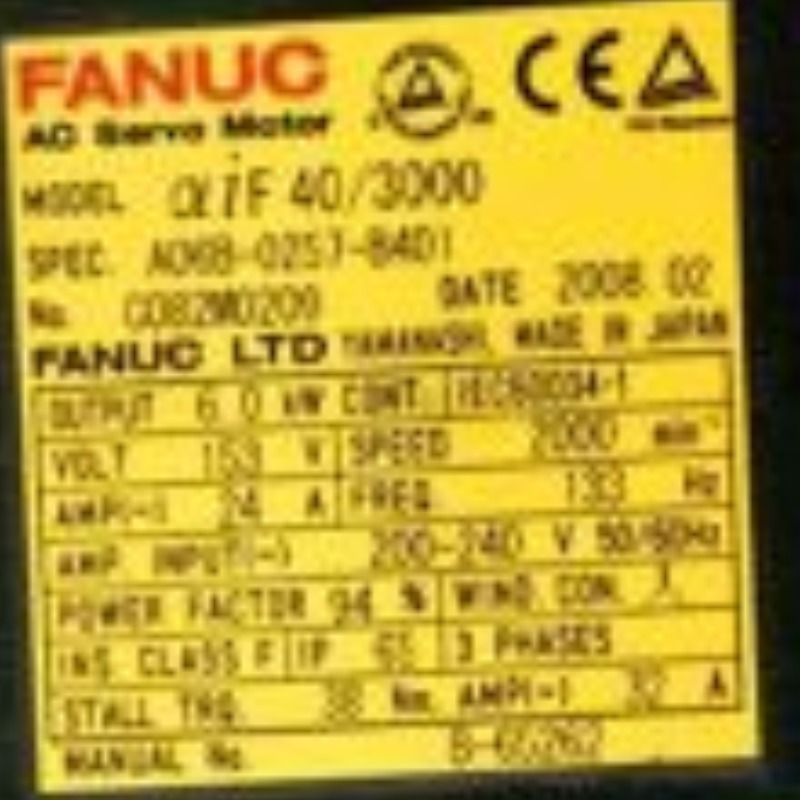 FANUC
AC Servo Motor
MODEL αiF 40/3000
SPEC. A06B-0257-B401
No. C082M0209 DATE 2008.02
FANUC LTD YAMANASHI, MADE IN JAPAN
OUTPUT 6.0 kW CONT. IEC60034-1
VOLT 153 V SPEED 2000 min⁻
AMP(~) 24 A FREQ. 133 Hz
AMP INPUT(~) 200-240 V 50/60Hz
POWER FACTOR 94 % WIND. CON. 人
INS. CLASS F IP 65 3 PHASES
STALL TRQ. 38 Nm AMP(~) 32 A
MANUAL No. B-65262